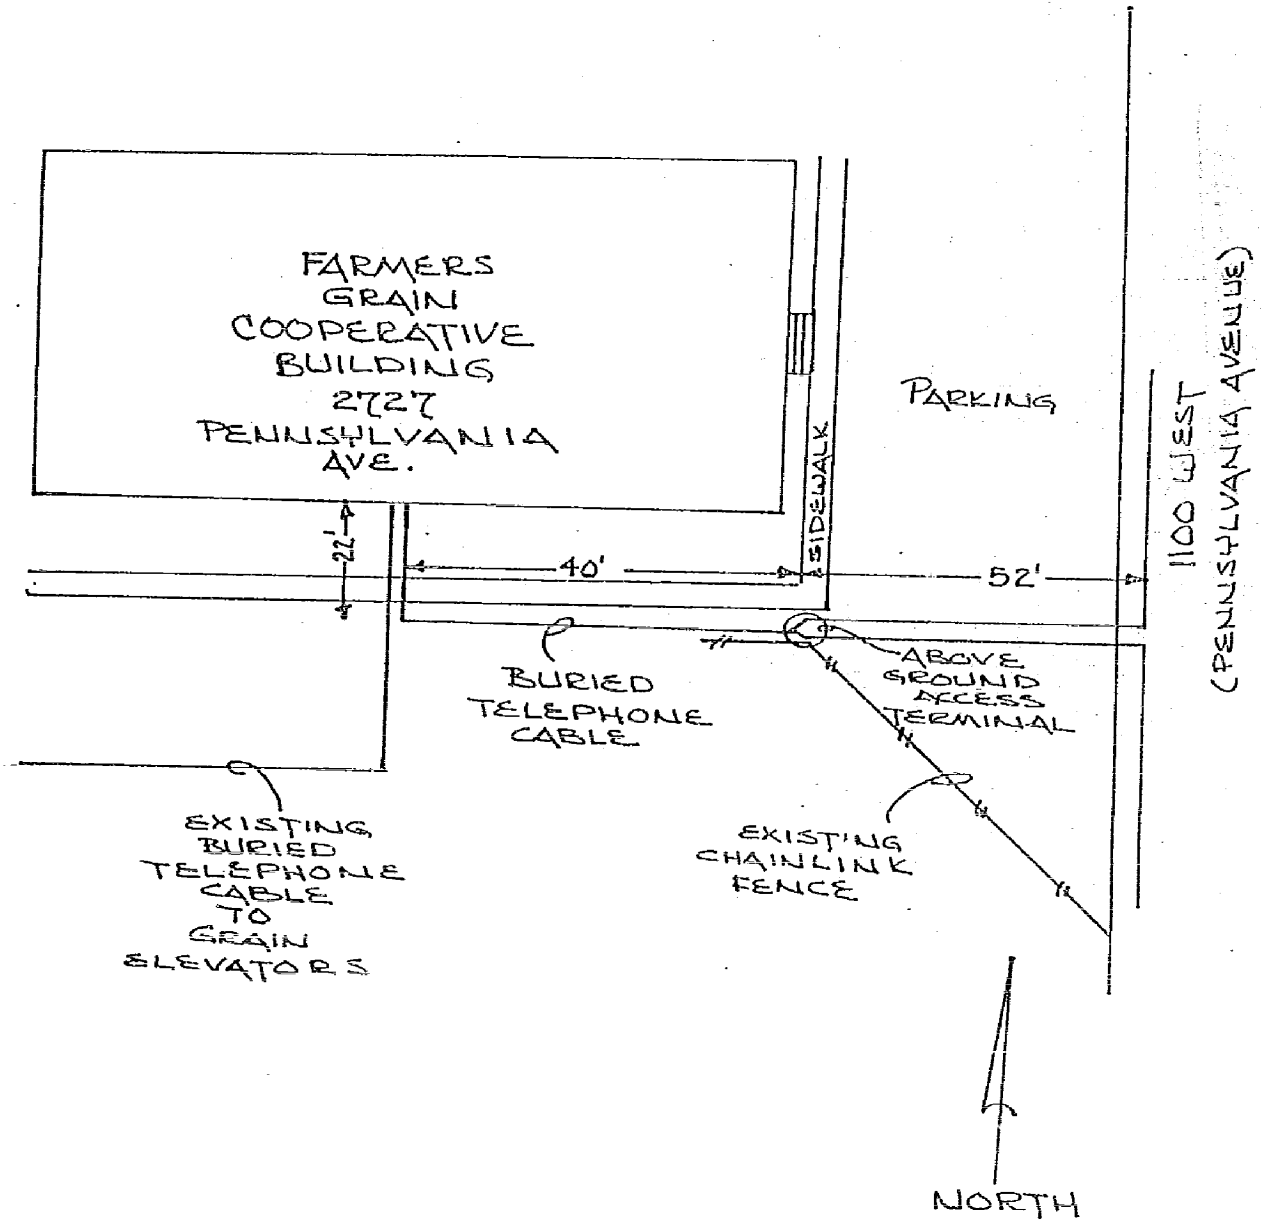 FARMERS
GRAIN
COOPERATIVE
BUILDING
2727
PENNSYLVANIA
AVE.
PARKING
SIDEWALK
1100 WEST
(PENNSYLVANIA AVENUE)
22'
40'
52'
BURIED
TELEPHONE
CABLE
ABOVE
GROUND
ACCESS
TERMINAL
EXISTING
BURIED
TELEPHONE
CABLE
TO
GRAIN
ELEVATORS
EXISTING
CHAINLINK
FENCE
NORTH